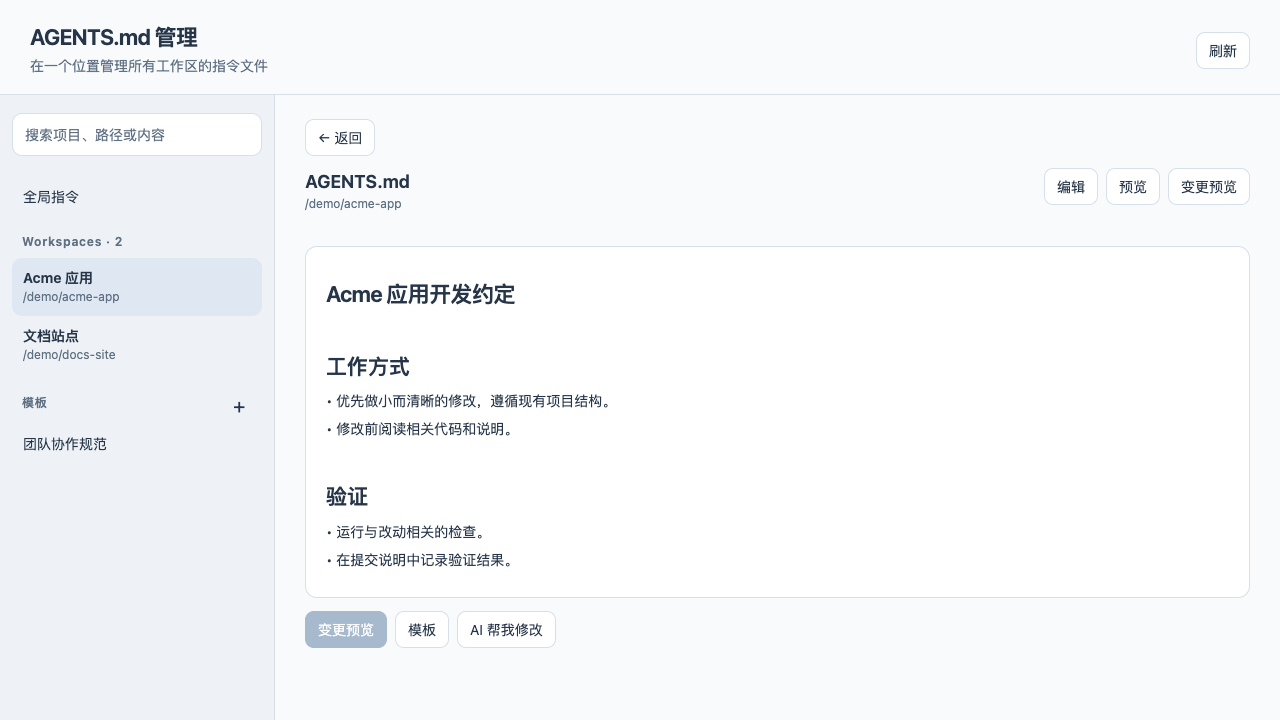 AGENTS.md 管理
在一个位置管理所有工作区的指令文件
刷新
搜索项目、路径或内容
全局指令
Workspaces · 2
Acme 应用
/demo/acme-app
文档站点
/demo/docs-site
模板
+
团队协作规范
← 返回
AGENTS.md
/demo/acme-app
编辑
预览
变更预览
Acme 应用开发约定
工作方式
• 优先做小而清晰的修改，遵循现有项目结构。
• 修改前阅读相关代码和说明。
验证
• 运行与改动相关的检查。
• 在提交说明中记录验证结果。
变更预览
模板
AI 帮我修改